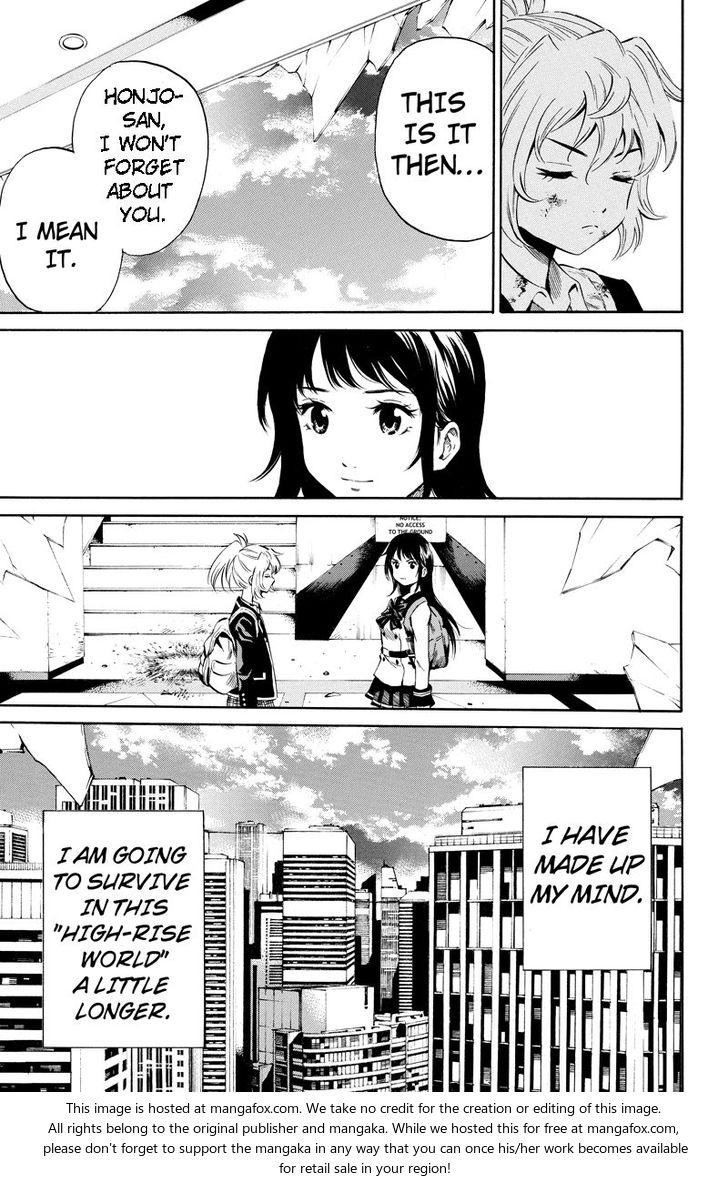 THIS
IS IT
THEN...
HONJO-
SAN,
I WON'T
FORGET
ABOUT
YOU.
I MEAN
IT.
NOTICE:
NO ACCESS
TO THE GROUND
I HAVE
MADE UP
MY MIND.
I AM GOING
TO SURVIVE
IN THIS
"HIGH-RISE
WORLD"
A LITTLE
LONGER.
This image is hosted at mangafox.com. We take no credit for the creation or editing of this image.
All rights belong to the original publisher and mangaka. While we hosted this for free at mangafox.com,
please don't forget to support the mangaka in any way that you can once his/her work becomes available
for retail sale in your region!